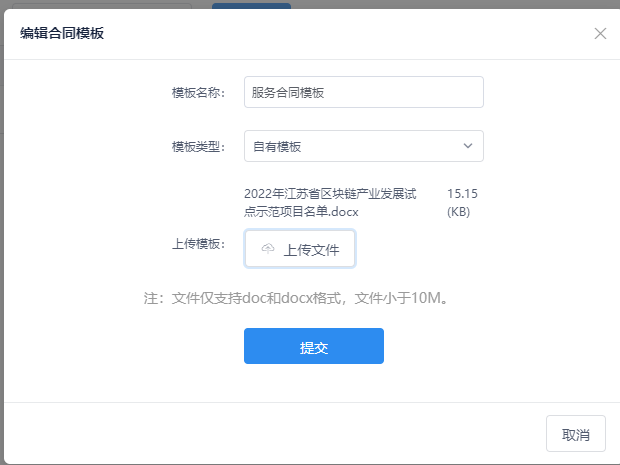 编辑合同模板
模板名称：
服务合同模板
模板类型：
自有模板
2022年江苏省区块链产业发展试
点示范项目名单.docx
15.15
(KB)
上传模板：
上传文件
注：文件仅支持doc和docx格式，文件小于10M。
提交
取消